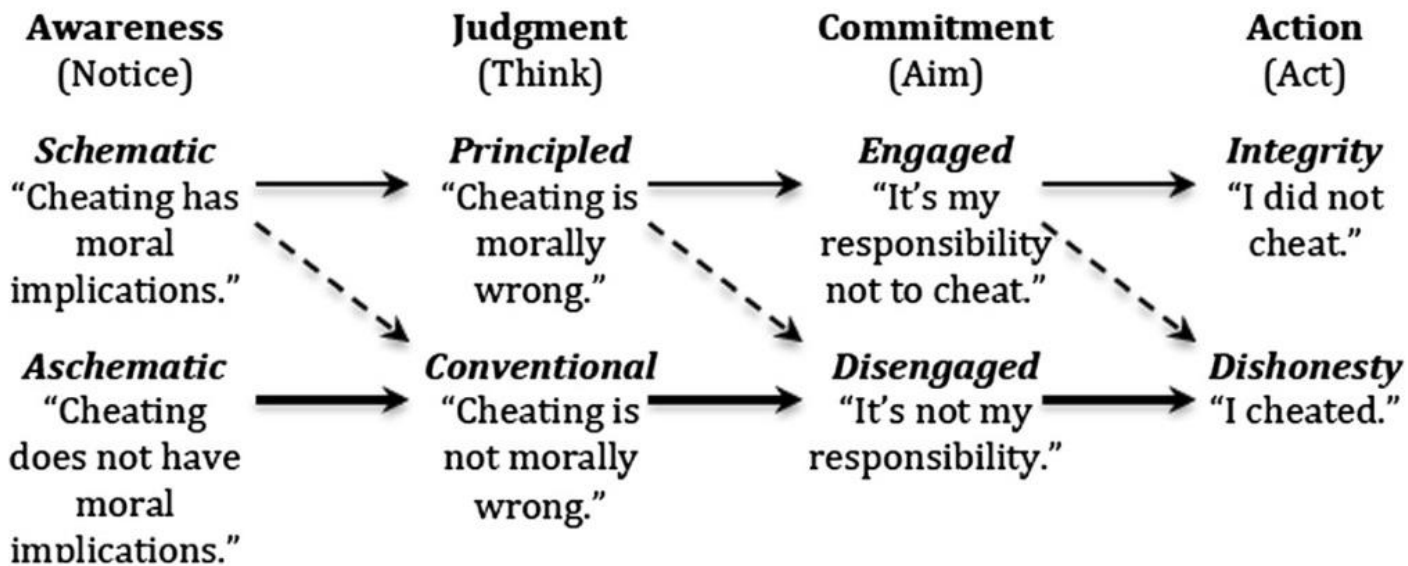 Awareness
(Notice)
Judgment
(Think)
Commitment
(Aim)
Action
(Act)
Schematic
“Cheating has
moral
implications.”
Principled
“Cheating is
morally
wrong.”
Engaged
“It’s my
responsibility
not to cheat.”
Integrity
“I did not
cheat.”
Aschematic
“Cheating
does not have
moral
implications.”
Conventional
“Cheating is
not morally
wrong.”
Disengaged
“It’s not my
responsibility.”
Dishonesty
“I cheated.”